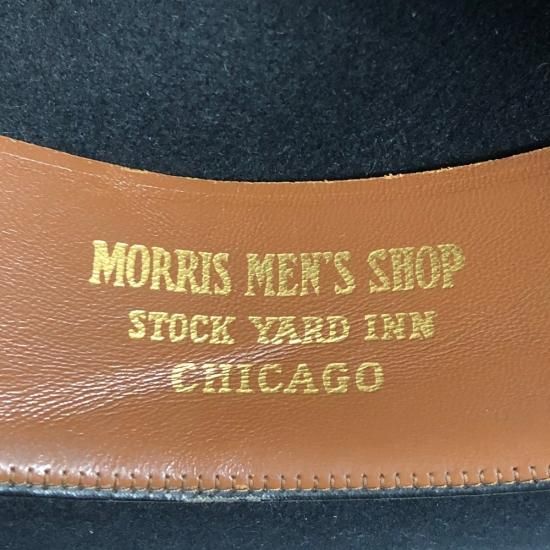 MORRIS MEN'S SHOP
STOCK YARD INN
CHICAGO